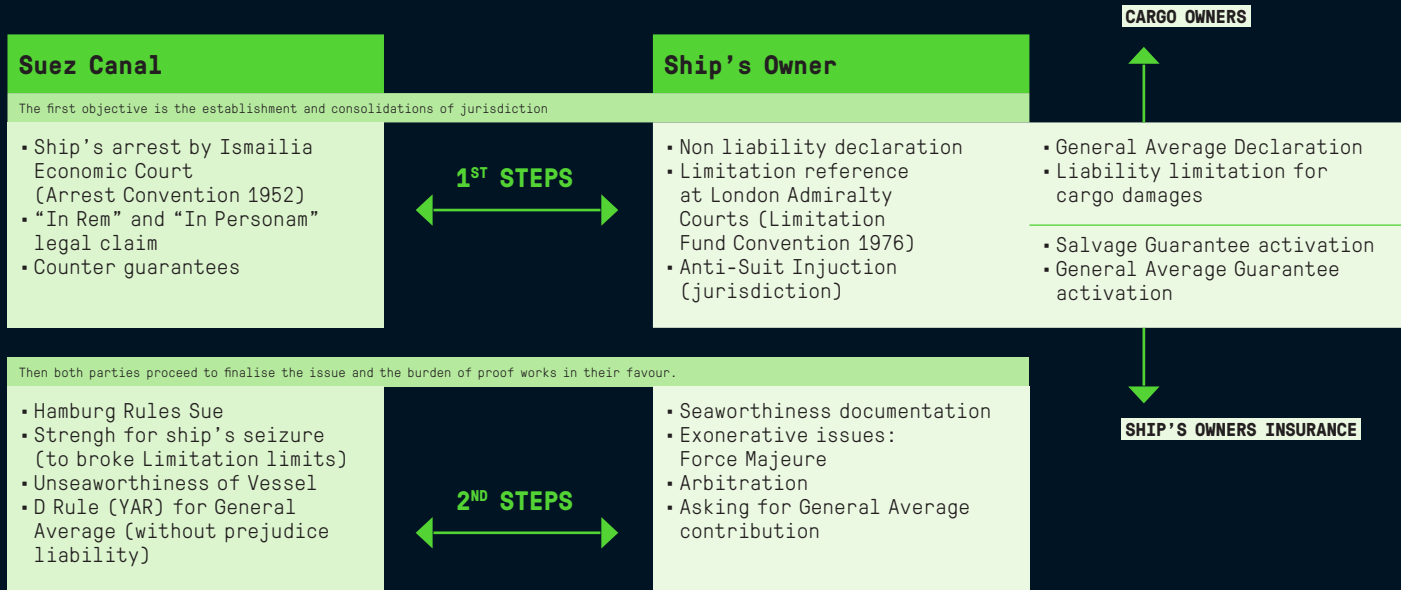 CARGO OWNERS
Suez Canal
Ship's Owner
The first objective is the establishment and consolidations of jurisdiction
▪ Ship's arrest by Ismailia
Economic Court
(Arrest Convention 1952)
▪ “In Rem” and “In Personam”
legal claim
▪ Counter guarantees
1ST STEPS
▪ Non liability declaration
▪ Limitation reference
at London Admiralty
Courts (Limitation
Fund Convention 1976)
▪ Anti-Suit Injuction
(jurisdiction)
▪ General Average Declaration
▪ Liability limitation for
cargo damages
▪ Salvage Guarantee activation
▪ General Average Guarantee
activation
Then both parties proceed to finalise the issue and the burden of proof works in their favour.
▪ Hamburg Rules Sue
▪ Strengh for ship's seizure
(to broke Limitation limits)
▪ Unseaworthiness of Vessel
▪ D Rule (YAR) for General
Average (without prejudice
liability)
2ND STEPS
▪ Seaworthiness documentation
▪ Exonerative issues:
Force Majeure
▪ Arbitration
▪ Asking for General Average
contribution
SHIP'S OWNERS INSURANCE